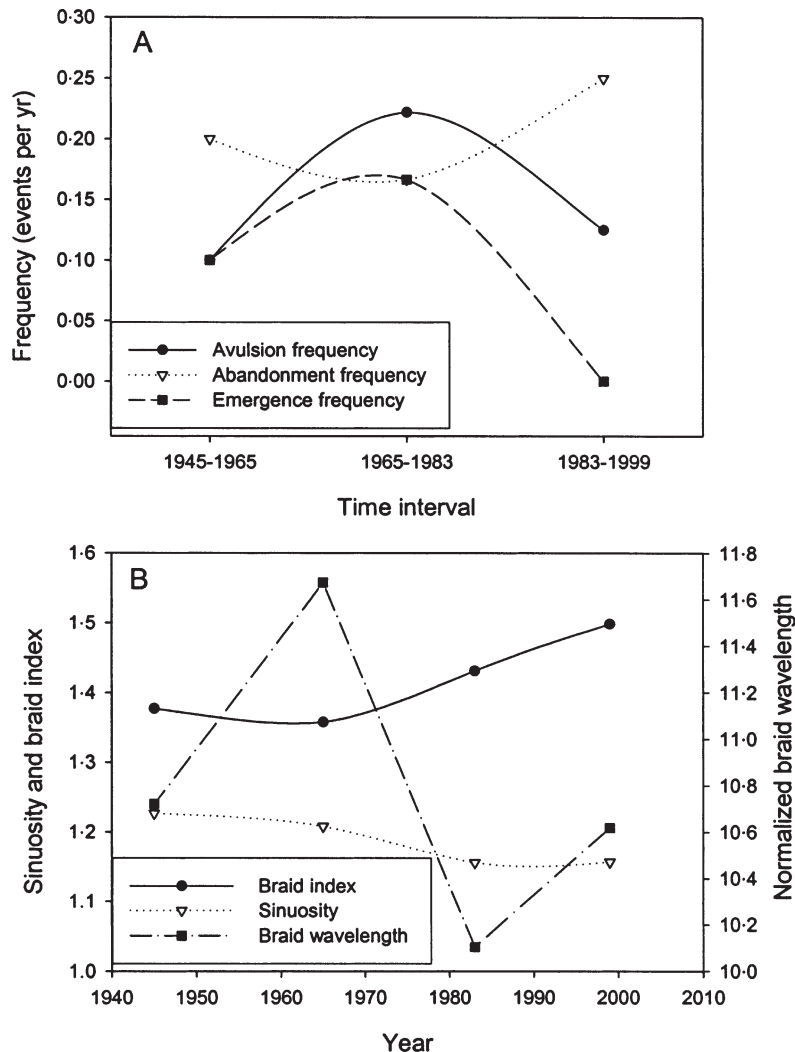 A
0·30
0·25
0·20
0·15
0·10
0·05
0·00
Frequency (events per yr)
Avulsion frequency
Abandonment frequency
Emergence frequency
1945-1965 1965-1983 1983-1999
Time interval
B
1·6
1·5
1·4
1·3
1·2
1·1
1·0
Sinuosity and braid index
11·8
11·6
11·4
11·2
11·0
10·8
10·6
10·4
10·2
10·0
Normalized braid wavelength
Braid index
Sinuosity
Braid wavelength
1940 1950 1960 1970 1980 1990 2000 2010
Year